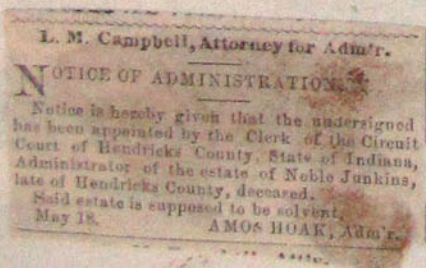 L. M. Campbell, Attorney for Adm'r.
NOTICE OF ADMINISTRATION.
Notice is hereby given that the undersigned
has been appointed by the Clerk of the Circuit
Court of Hendricks County, State of Indiana,
Administrator of the estate of Noble Junkins,
late of Hendricks County, deceased.
Said estate is supposed to be solvent.
May 18. AMOS HOAK, Adm'r.